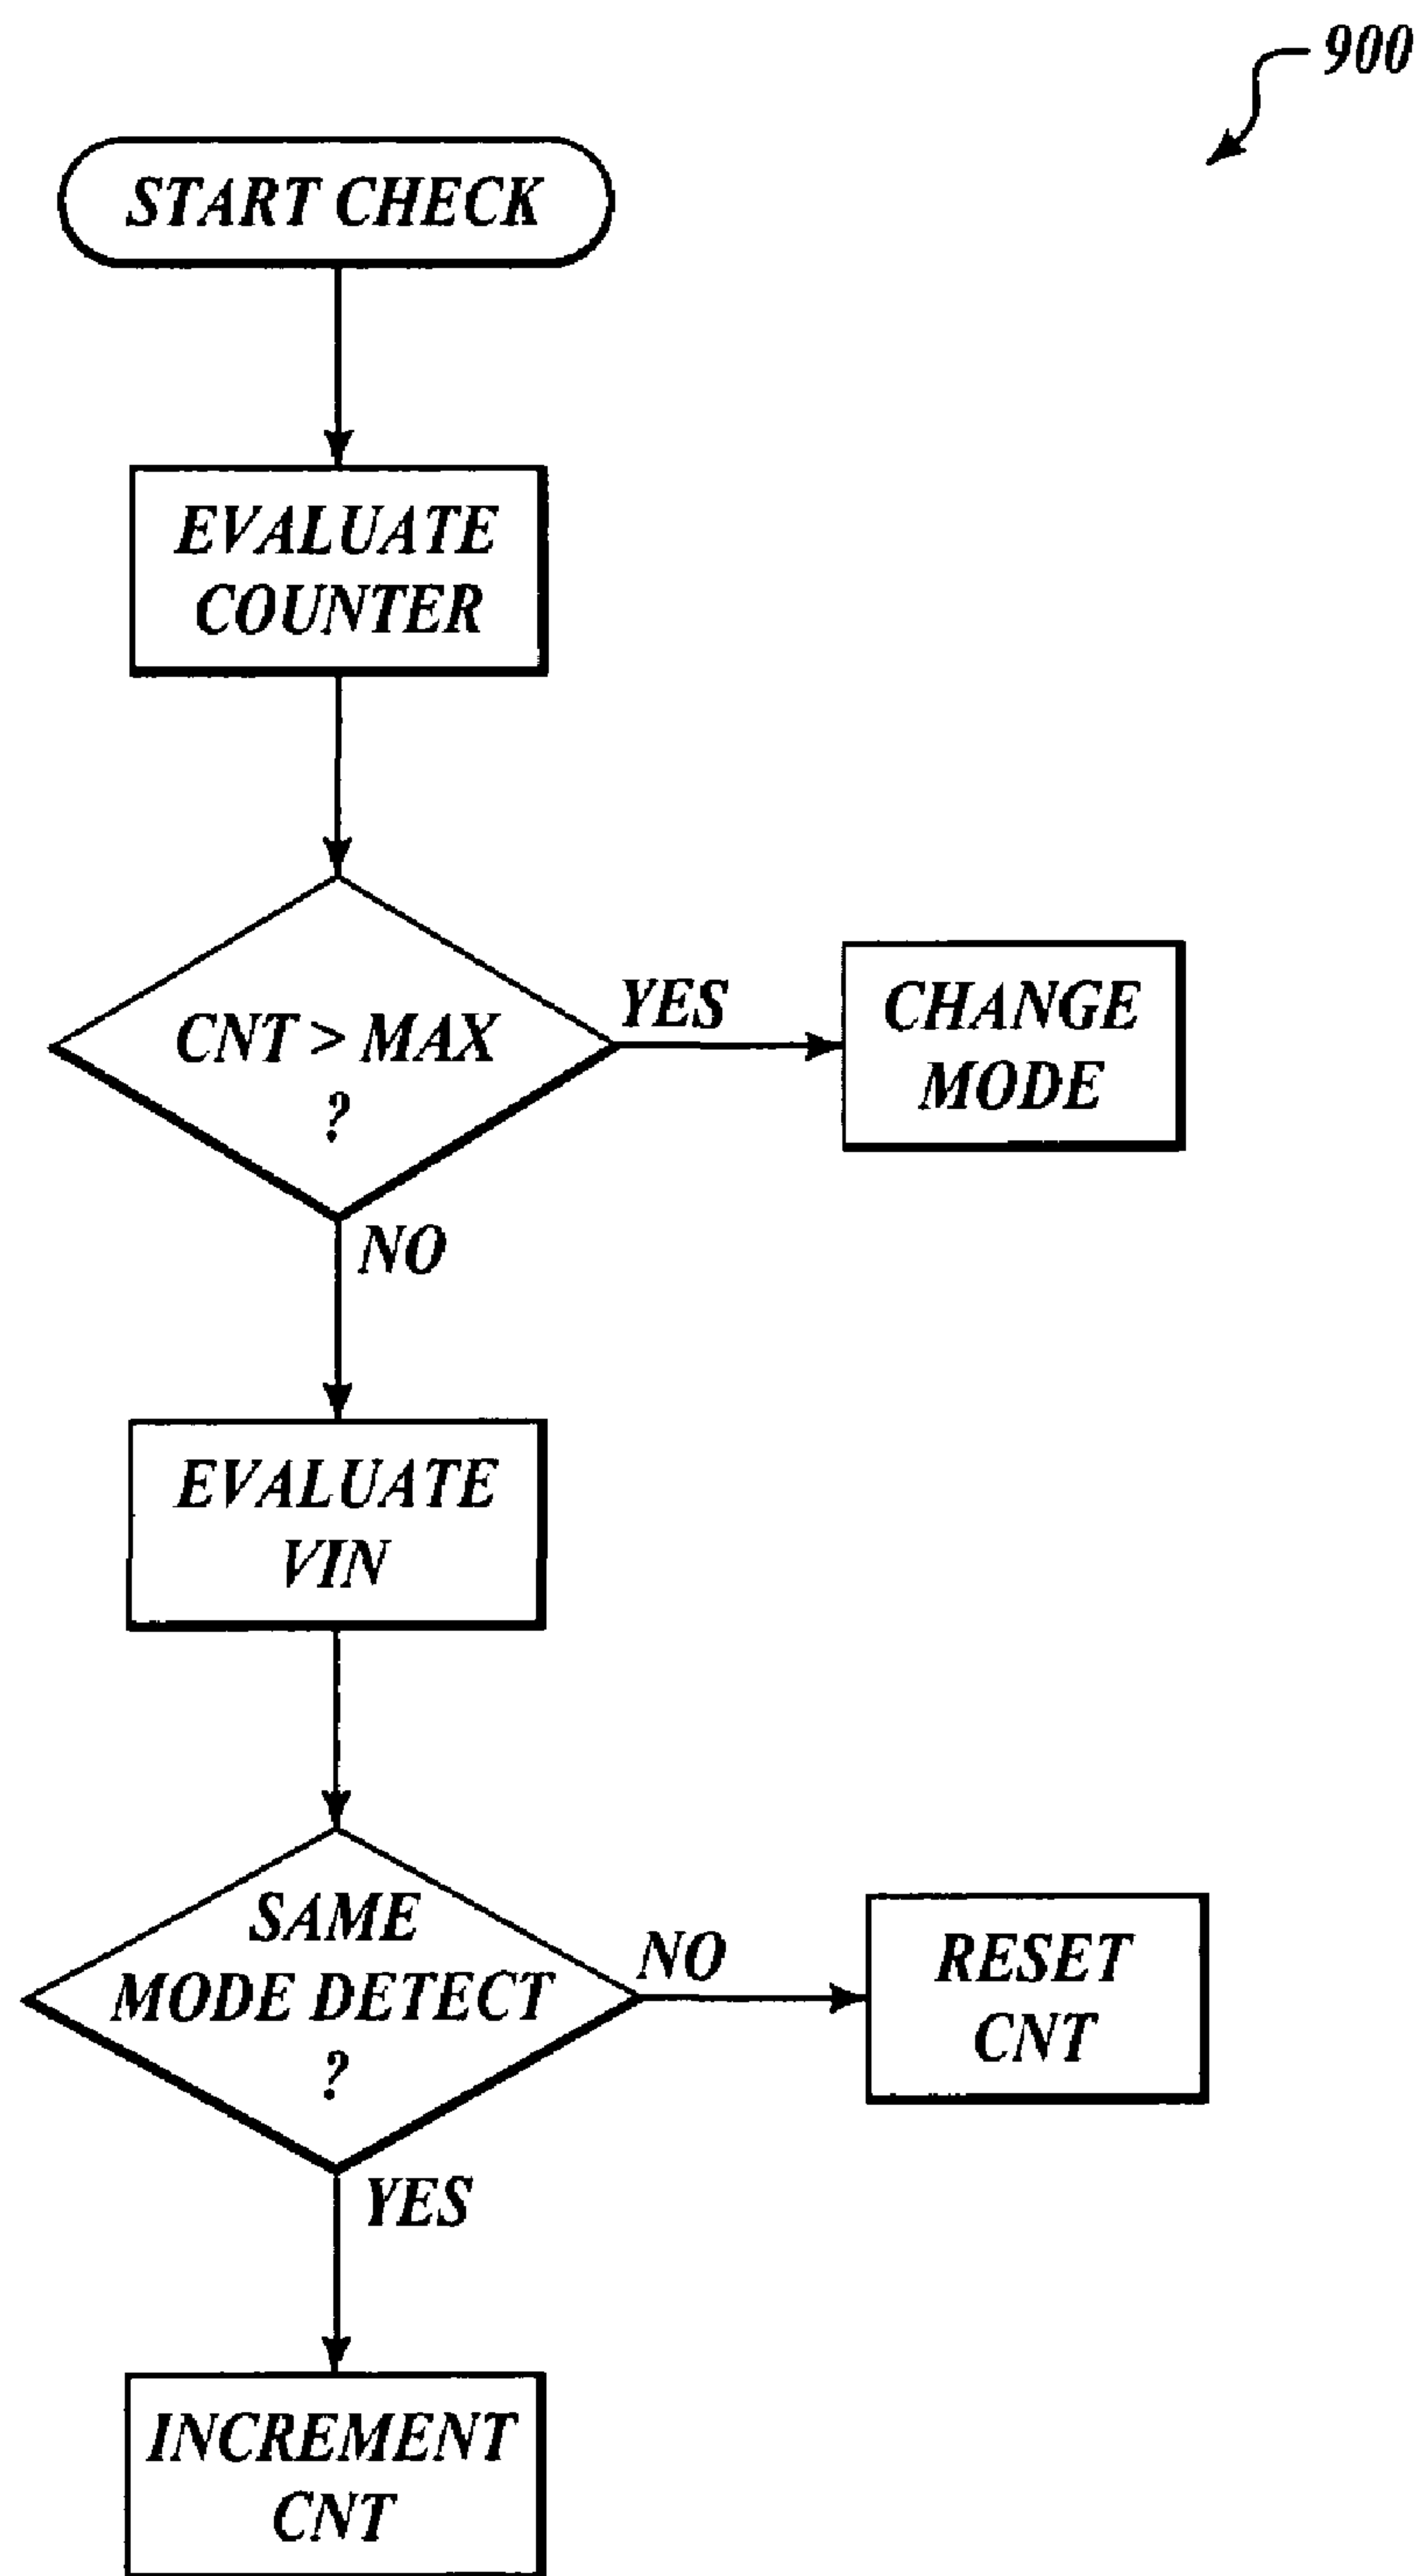 900
START CHECK
EVALUATE
COUNTER
CNT > MAX
?
YES
CHANGE
MODE
NO
EVALUATE
VIN
SAME
MODE DETECT
?
NO
RESET
CNT
YES
INCREMENT
CNT